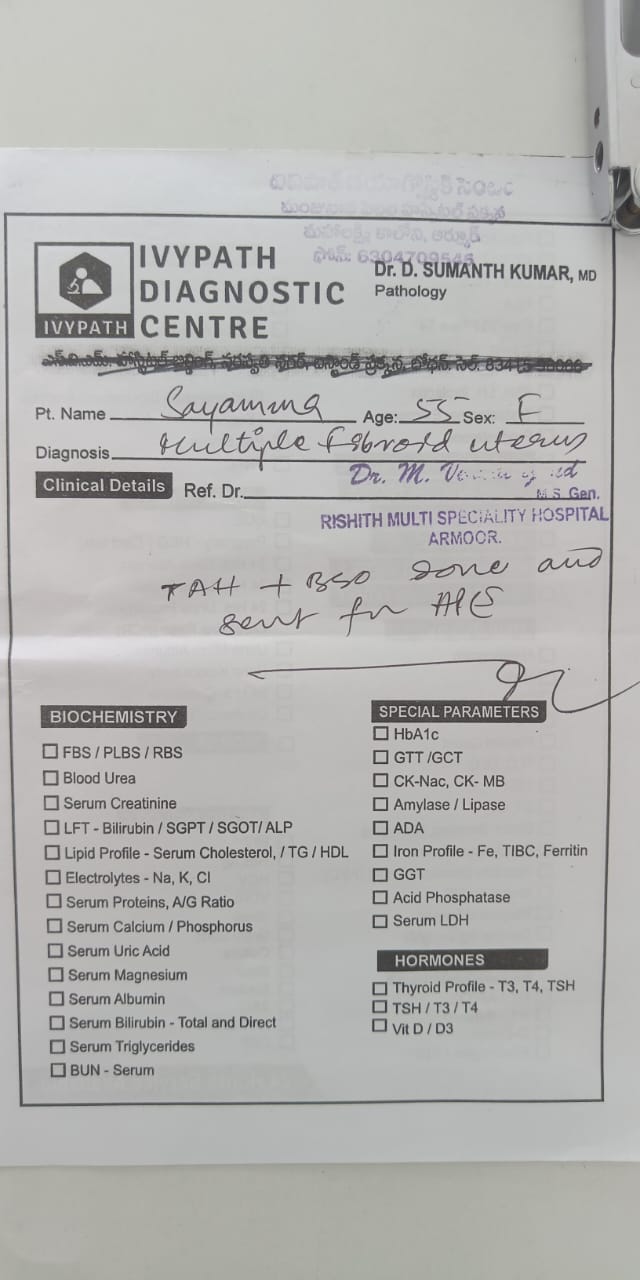 ఫోన్: 6304709545
IVYPATH
DIAGNOSTIC
CENTRE
IVYPATH
Dr. D. SUMANTH KUMAR, MD
Pathology
Pt. Name Sayamma Age: 55 Sex: F
Diagnosis Multiple Fibroid uterus
Clinical Details Ref. Dr. Dr. M.
M.S. Gen.
RISHITH MULTI SPECIALITY HOSPITAL
ARMOOR.
TAH + BSO done and
sent for HPE
BIOCHEMISTRY
FBS / PLBS / RBS
Blood Urea
Serum Creatinine
LFT - Bilirubin / SGPT / SGOT/ ALP
Lipid Profile - Serum Cholesterol, / TG / HDL
Electrolytes - Na, K, Cl
Serum Proteins, A/G Ratio
Serum Calcium / Phosphorus
Serum Uric Acid
Serum Magnesium
Serum Albumin
Serum Bilirubin - Total and Direct
Serum Triglycerides
BUN - Serum
SPECIAL PARAMETERS
HbA1c
GTT /GCT
CK-Nac, CK- MB
Amylase / Lipase
ADA
Iron Profile - Fe, TIBC, Ferritin
GGT
Acid Phosphatase
Serum LDH
HORMONES
Thyroid Profile - T3, T4, TSH
TSH / T3 / T4
Vit D / D3